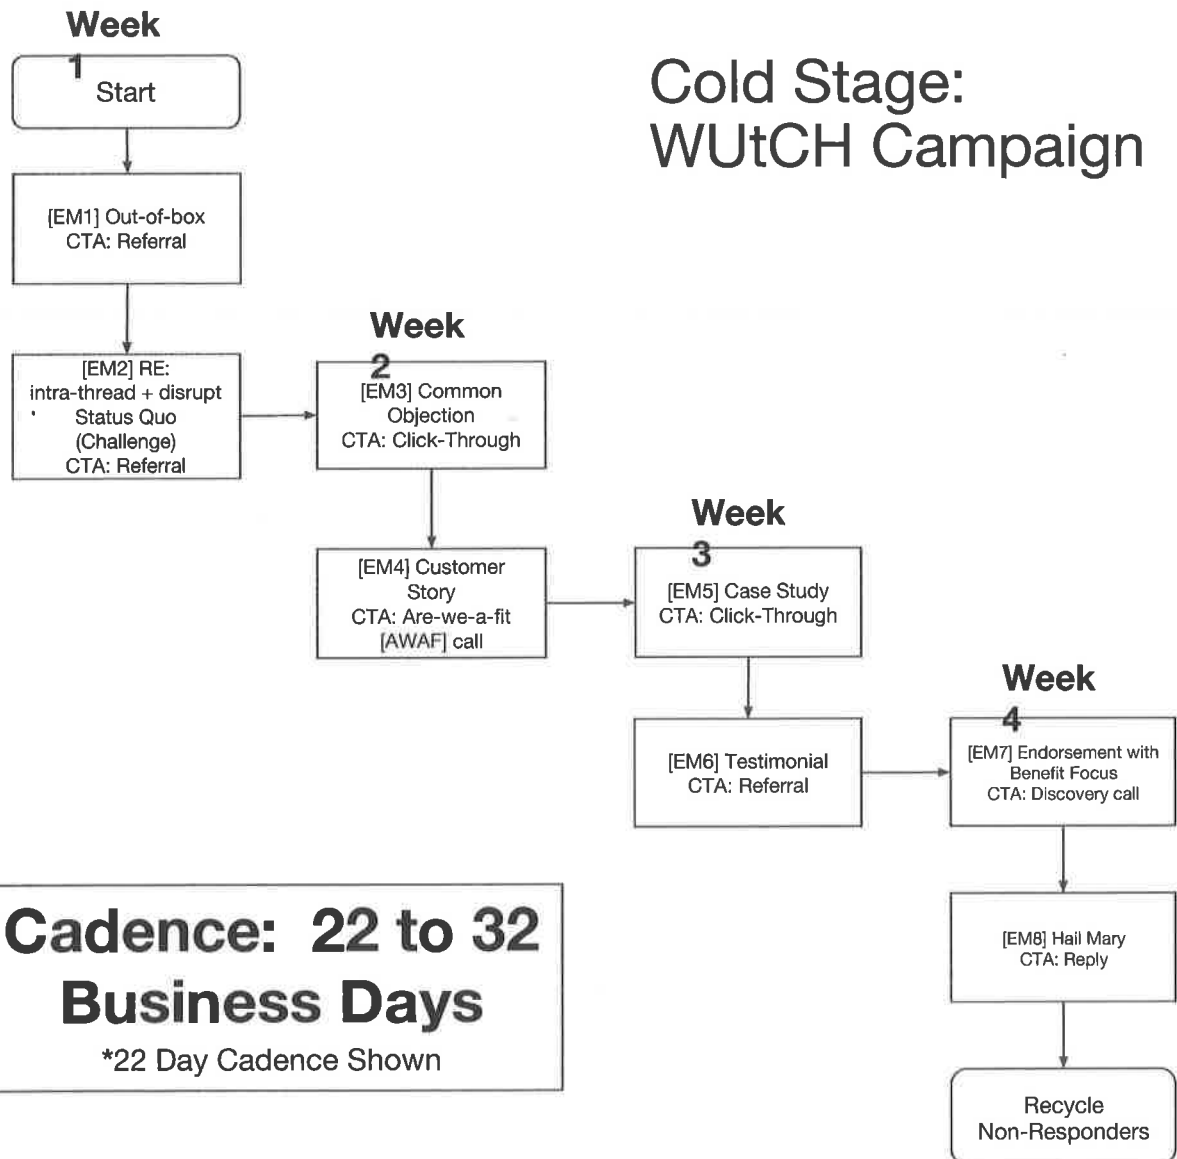 Week
1
Start
Cold Stage:
WUtCH Campaign
[EM1] Out-of-box
CTA: Referral
[EM2] RE:
intra-thread + disrupt
Status Quo
(Challenge)
CTA: Referral
Week
2
[EM3] Common
Objection
CTA: Click-Through
[EM4] Customer
Story
CTA: Are-we-a-fit
[AWAF] call
Week
3
[EM5] Case Study
CTA: Click-Through
[EM6] Testimonial
CTA: Referral
Week
4
[EM7] Endorsement with
Benefit Focus
CTA: Discovery call
[EM8] Hail Mary
CTA: Reply
Recycle
Non-Responders
Cadence: 22 to 32
Business Days
*22 Day Cadence Shown